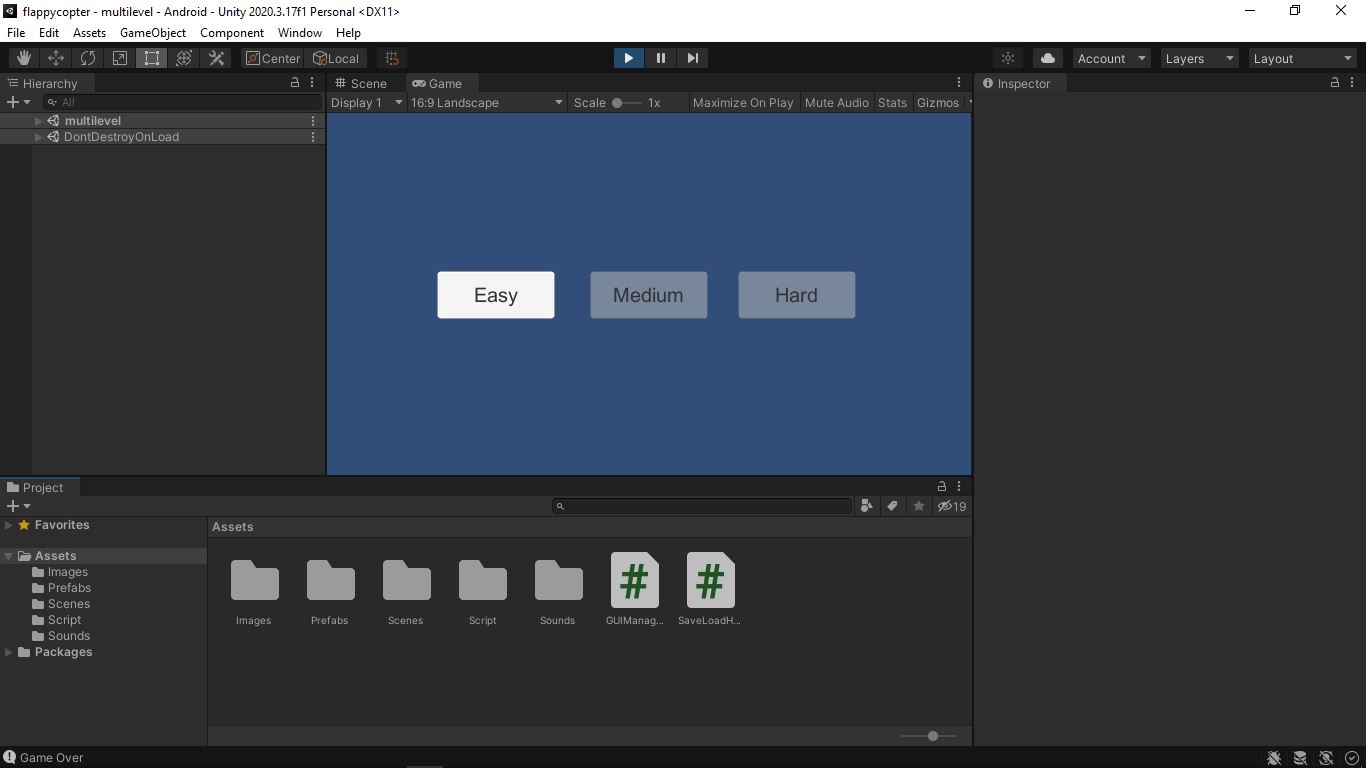 flappycopter - multilevel - Android - Unity 2020.3.17f1 Personal <DX11>
File Edit Assets GameObject Component Window Help
Center Local Account Layers Layout
Hierarchy Scene Game Inspector
All Display 1 16:9 Landscape Scale 1x Maximize On Play Mute Audio Stats Gizmos
multilevel
DontDestroyOnLoad
Easy Medium Hard
Project
19
Favorites
Assets
Assets
Images
Prefabs
Scenes
Script
Sounds
Packages
Images Prefabs Scenes Script Sounds GUIManag... SaveLoadH...
Game Over